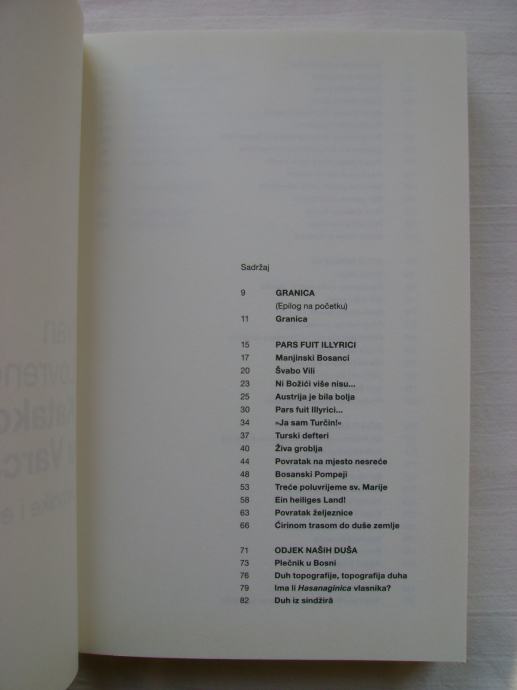 Sadržaj
9 GRANICA
(Epilog na početku)
11 Granica
15 PARS FUIT ILLYRICI
17 Manjinski Bosanci
20 Švabo Vili
23 Ni Božići više nisu...
25 Austrija je bila bolja
30 Pars fuit Illyrici...
34 »Ja sam Turčin!«
37 Turski defteri
40 Živa groblja
44 Povratak na mjesto nesreće
48 Bosanski Pompeji
53 Treće poluvrijeme sv. Marije
58 Ein heiliges Land!
63 Povratak željeznice
66 Ćirinom trasom do duše zemlje
71 ODJEK NAŠIH DUŠA
73 Plečnik u Bosni
76 Duh topografije, topografija duha
79 Ima li Hasanaginica vlasnika?
82 Duh iz sindžirâ